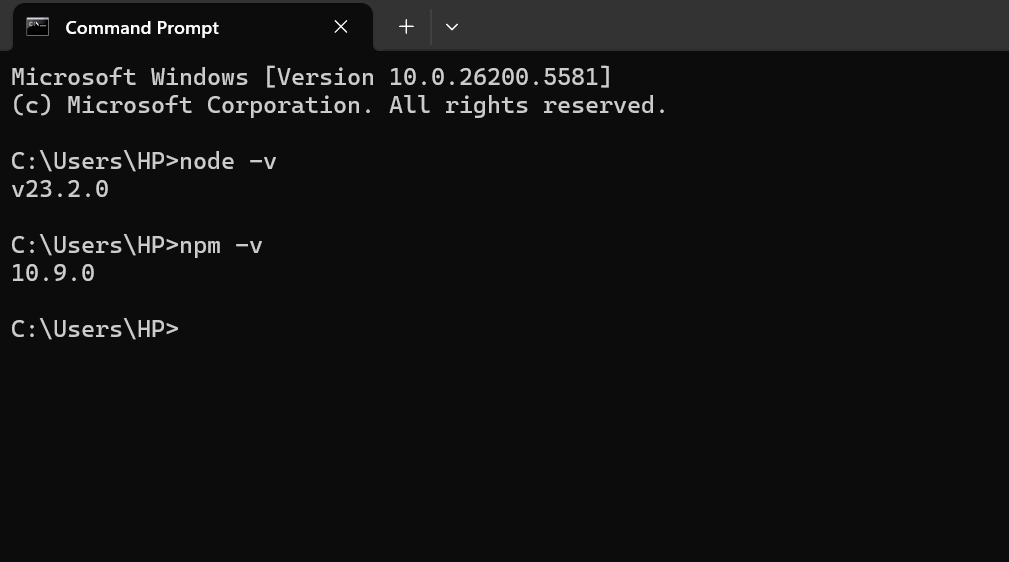 Command Prompt
Microsoft Windows [Version 10.0.26200.5581]
(c) Microsoft Corporation. All rights reserved.
C:\Users\HP>node -v
v23.2.0
C:\Users\HP>npm -v
10.9.0
C:\Users\HP>